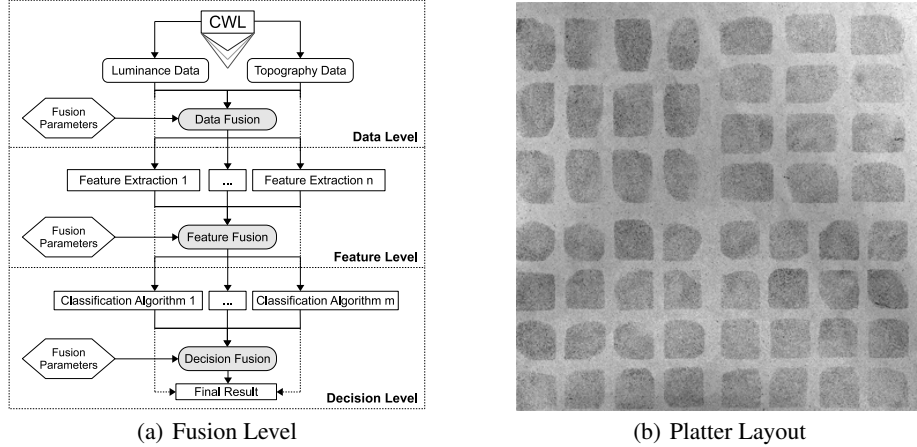 CWL
Luminance Data
Topography Data
Fusion
Parameters
Data Fusion
Data Level
Feature Extraction 1
...
Feature Extraction n
Fusion
Parameters
Feature Fusion
Feature Level
Classification Algorithm 1
...
Classification Algorithm m
Fusion
Parameters
Decision Fusion
Final Result
Decision Level
(a) Fusion Level
(b) Platter Layout